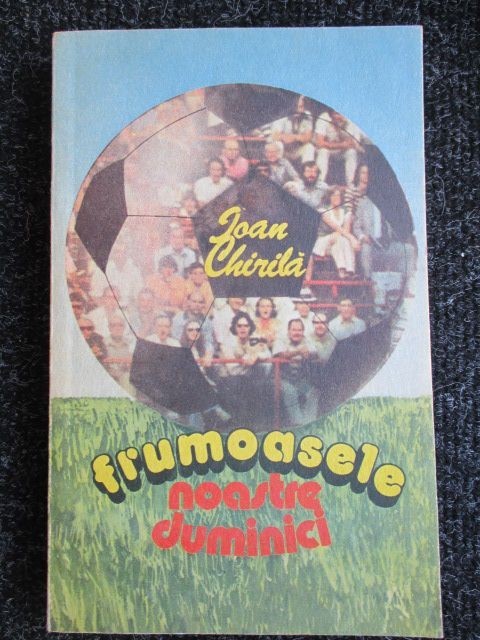 Ioan
Chirilă
frumoasele
noastre
duminici